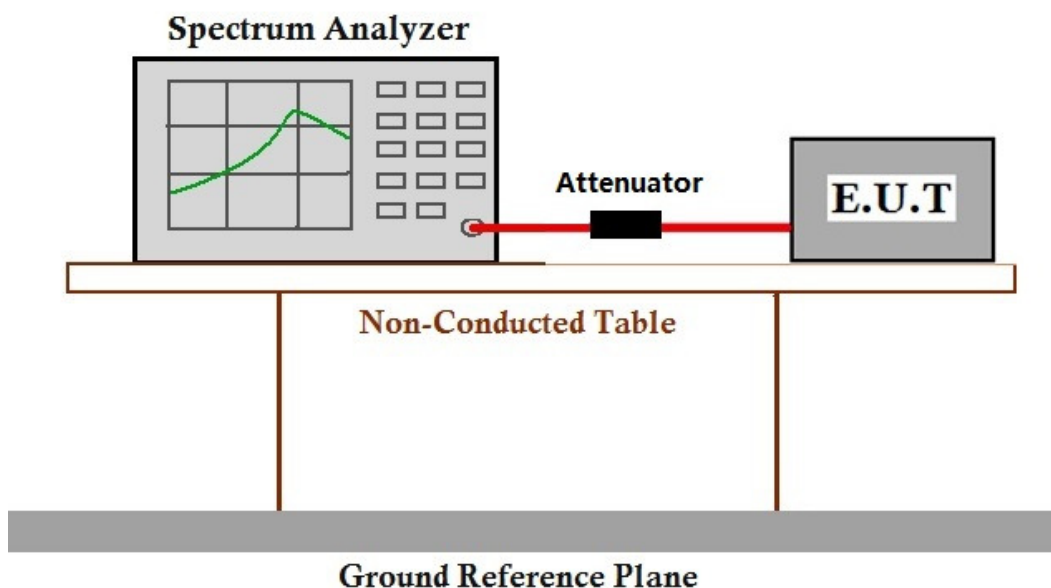 Spectrum Analyzer
Attenuator
E.U.T
Non-Conducted Table
Ground Reference Plane